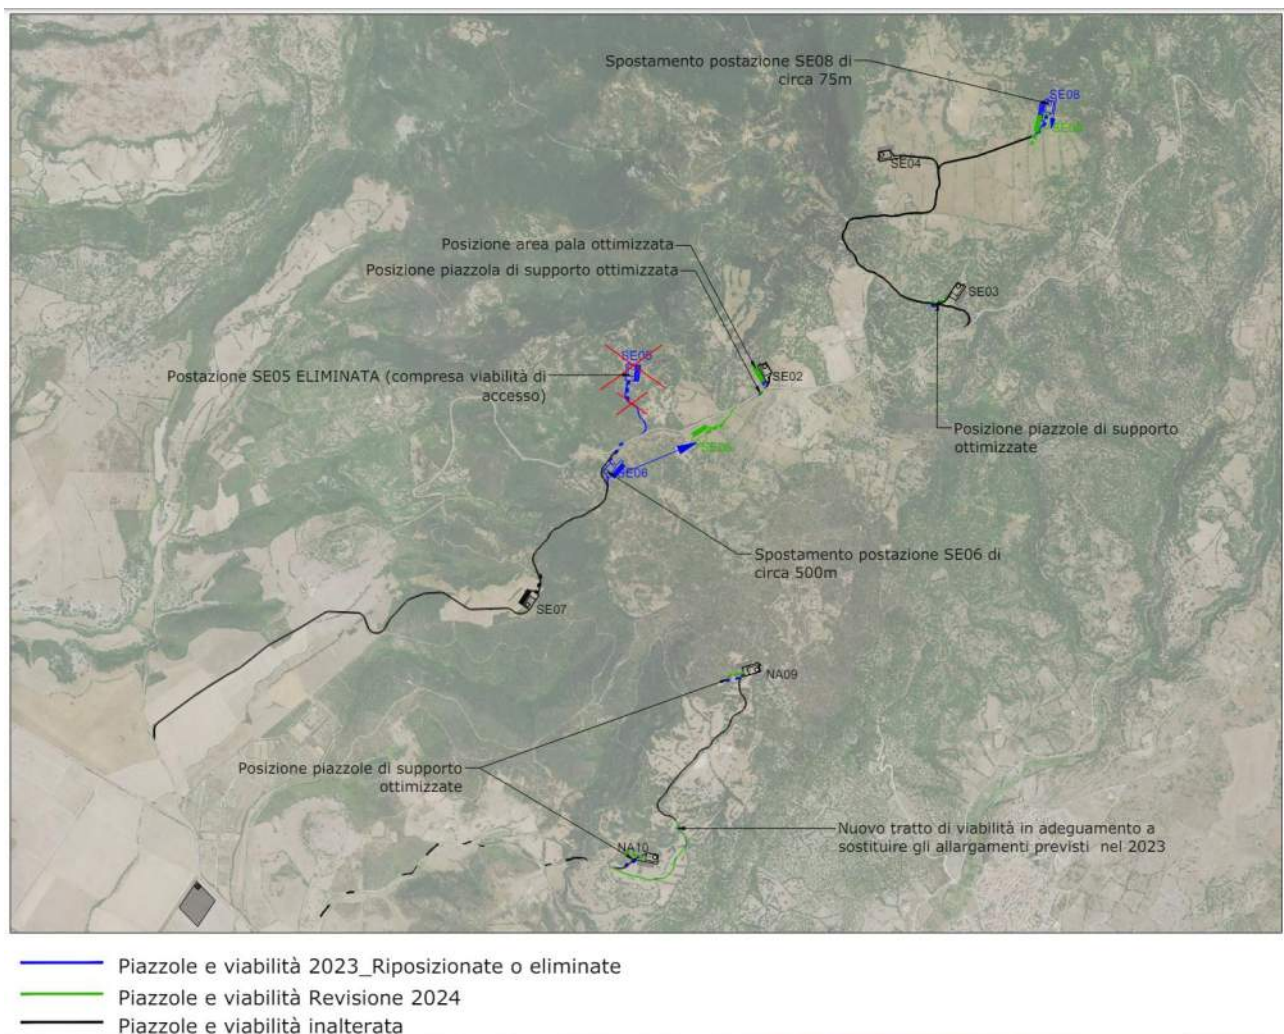 Spostamento postazione SE08 di
circa 75m
SE08
SE04
Posizione area pala ottimizzata
Posizione piazzola di supporto ottimizzata
SE03
SE05
SE02
Postazione SE05 ELIMINATA (compresa viabilità di
accesso)
Posizione piazzole di supporto
ottimizzate
SE06
Spostamento postazione SE06 di
circa 500m
SE07
NA09
Posizione piazzole di supporto
ottimizzate
Nuovo tratto di viabilità in adeguamento a
sostituire gli allargamenti previsti nel 2023
NA10
Piazzole e viabilità 2023_Riposizionate o eliminate
Piazzole e viabilità Revisione 2024
Piazzole e viabilità inalterata